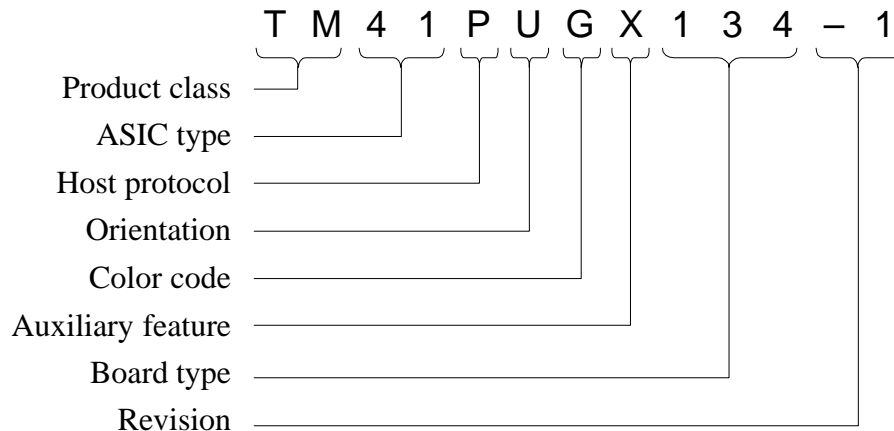 T M 4 1 P U G X 1 3 4 – 1
Product class
ASIC type
Host protocol
Orientation
Color code
Auxiliary feature
Board type
Revision